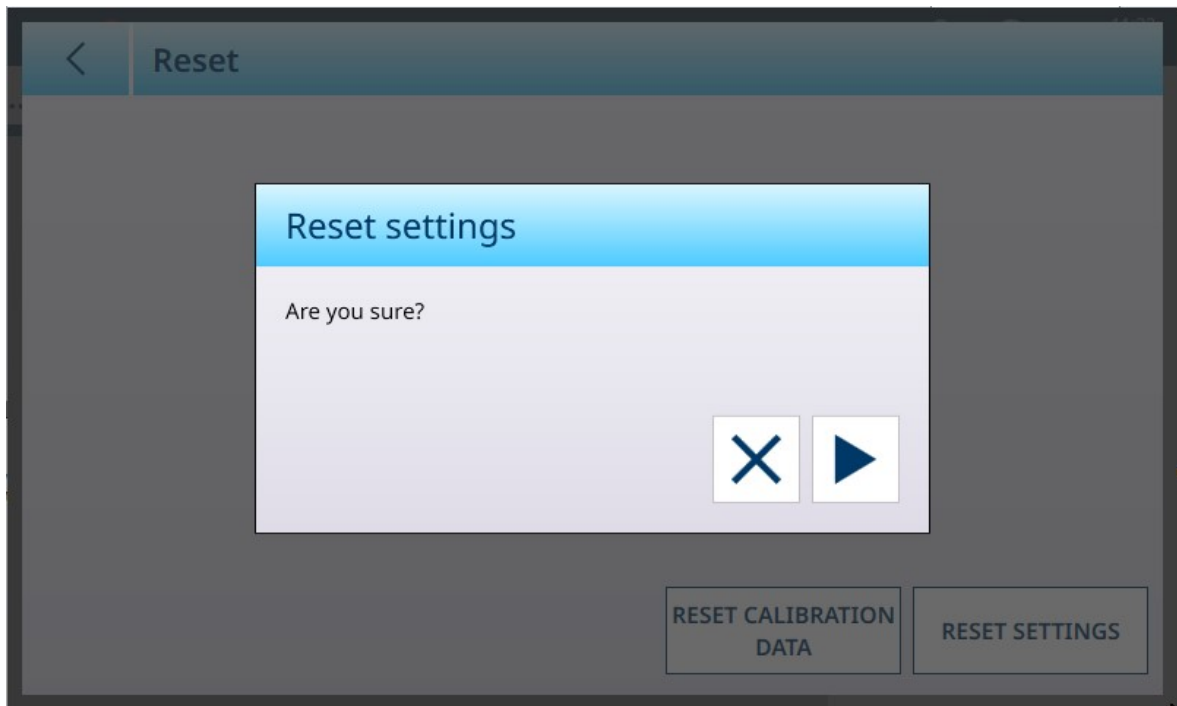 Reset
Reset settings
Are you sure?
RESET CALIBRATION
DATA
RESET SETTINGS